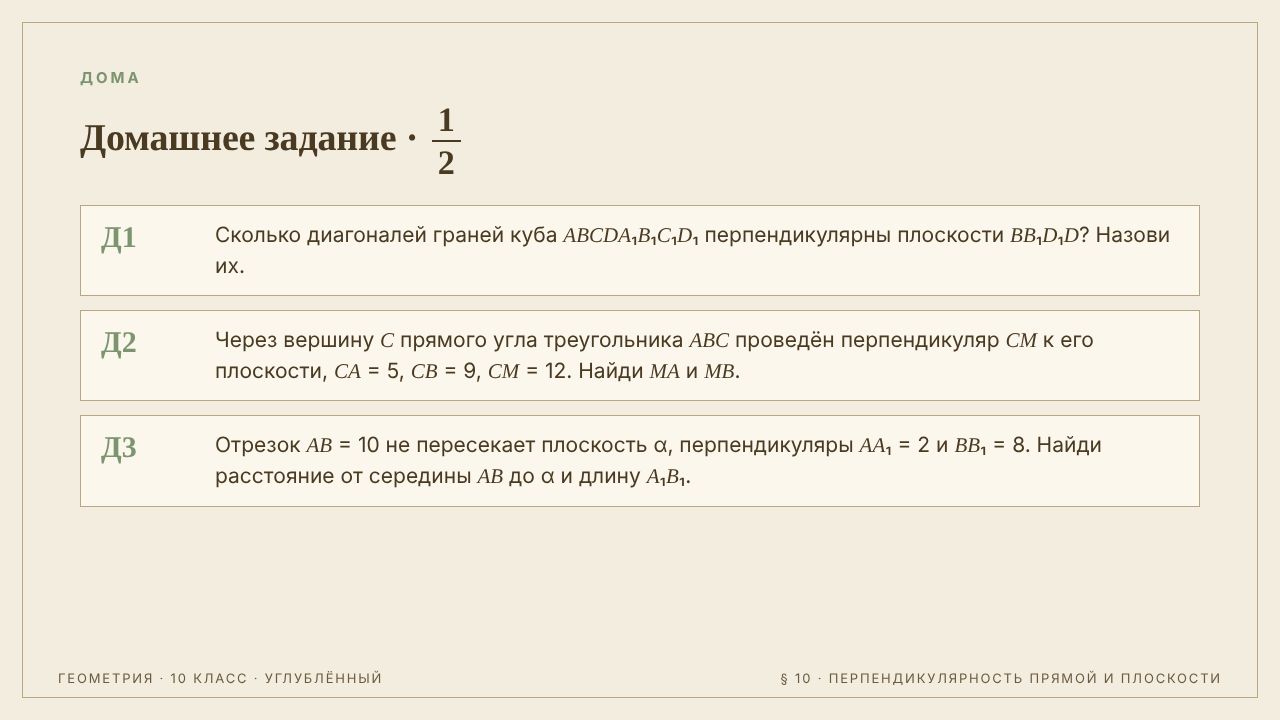 ДОМА
Домашнее задание · 1/2
Д1
Сколько диагоналей граней куба ABCDA₁B₁C₁D₁ перпендикулярны плоскости BB₁D₁D? Назови
их.
Д2
Через вершину C прямого угла треугольника ABC проведён перпендикуляр CM к его
плоскости, CA = 5, CB = 9, CM = 12. Найди MA и MB.
Д3
Отрезок AB = 10 не пересекает плоскость α, перпендикуляры AA₁ = 2 и BB₁ = 8. Найди
расстояние от середины AB до α и длину A₁B₁.
ГЕОМЕТРИЯ · 10 КЛАСС · УГЛУБЛЁННЫЙ
§ 10 · ПЕРПЕНДИКУЛЯРНОСТЬ ПРЯМОЙ И ПЛОСКОСТИ